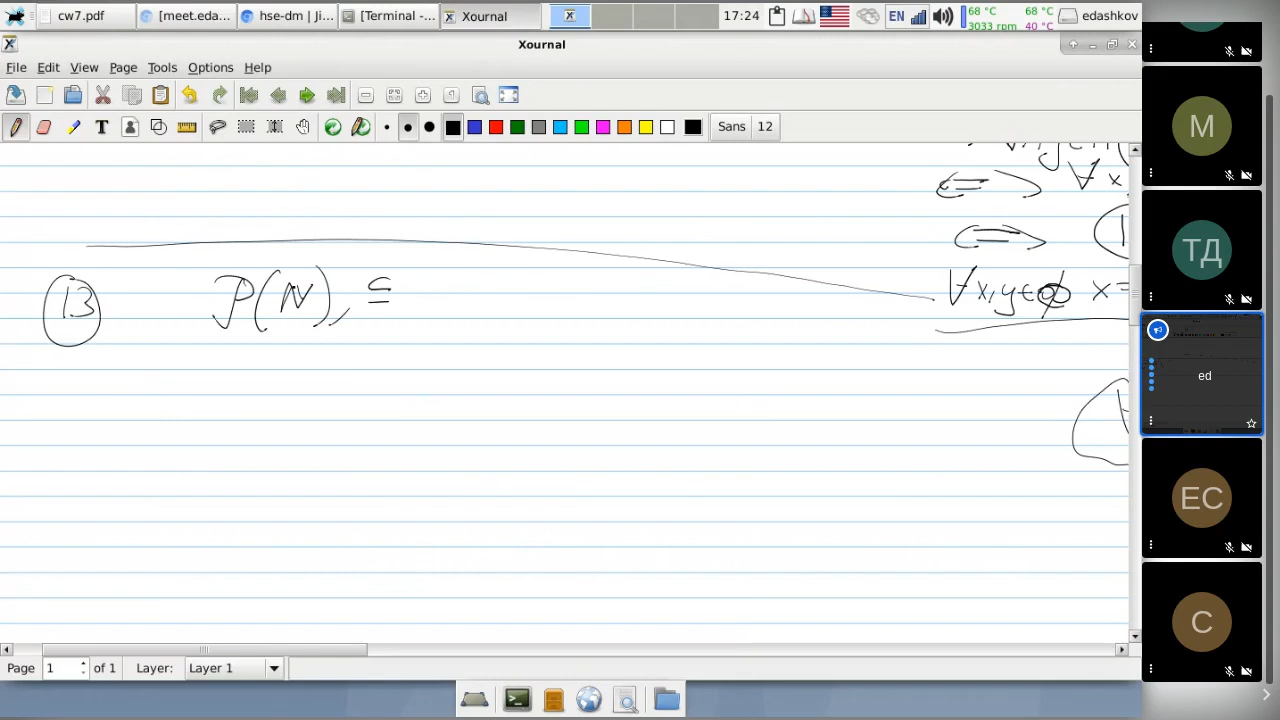 cw7.pdf [meet.eda... hse-dm | Ji... [Terminal -... Xournal 17:24 EN 68 °C 3033 rpm 68 °C 40 °C edashkov
Xournal
File Edit View Page Tools Options Help
Sans 12
⟺ ∀x,
⟺
13 P(N), ⊆
∀x,y∈∅ x=
Page 1 of 1 Layer: Layer 1
М
ТД
ed
ЕС
С